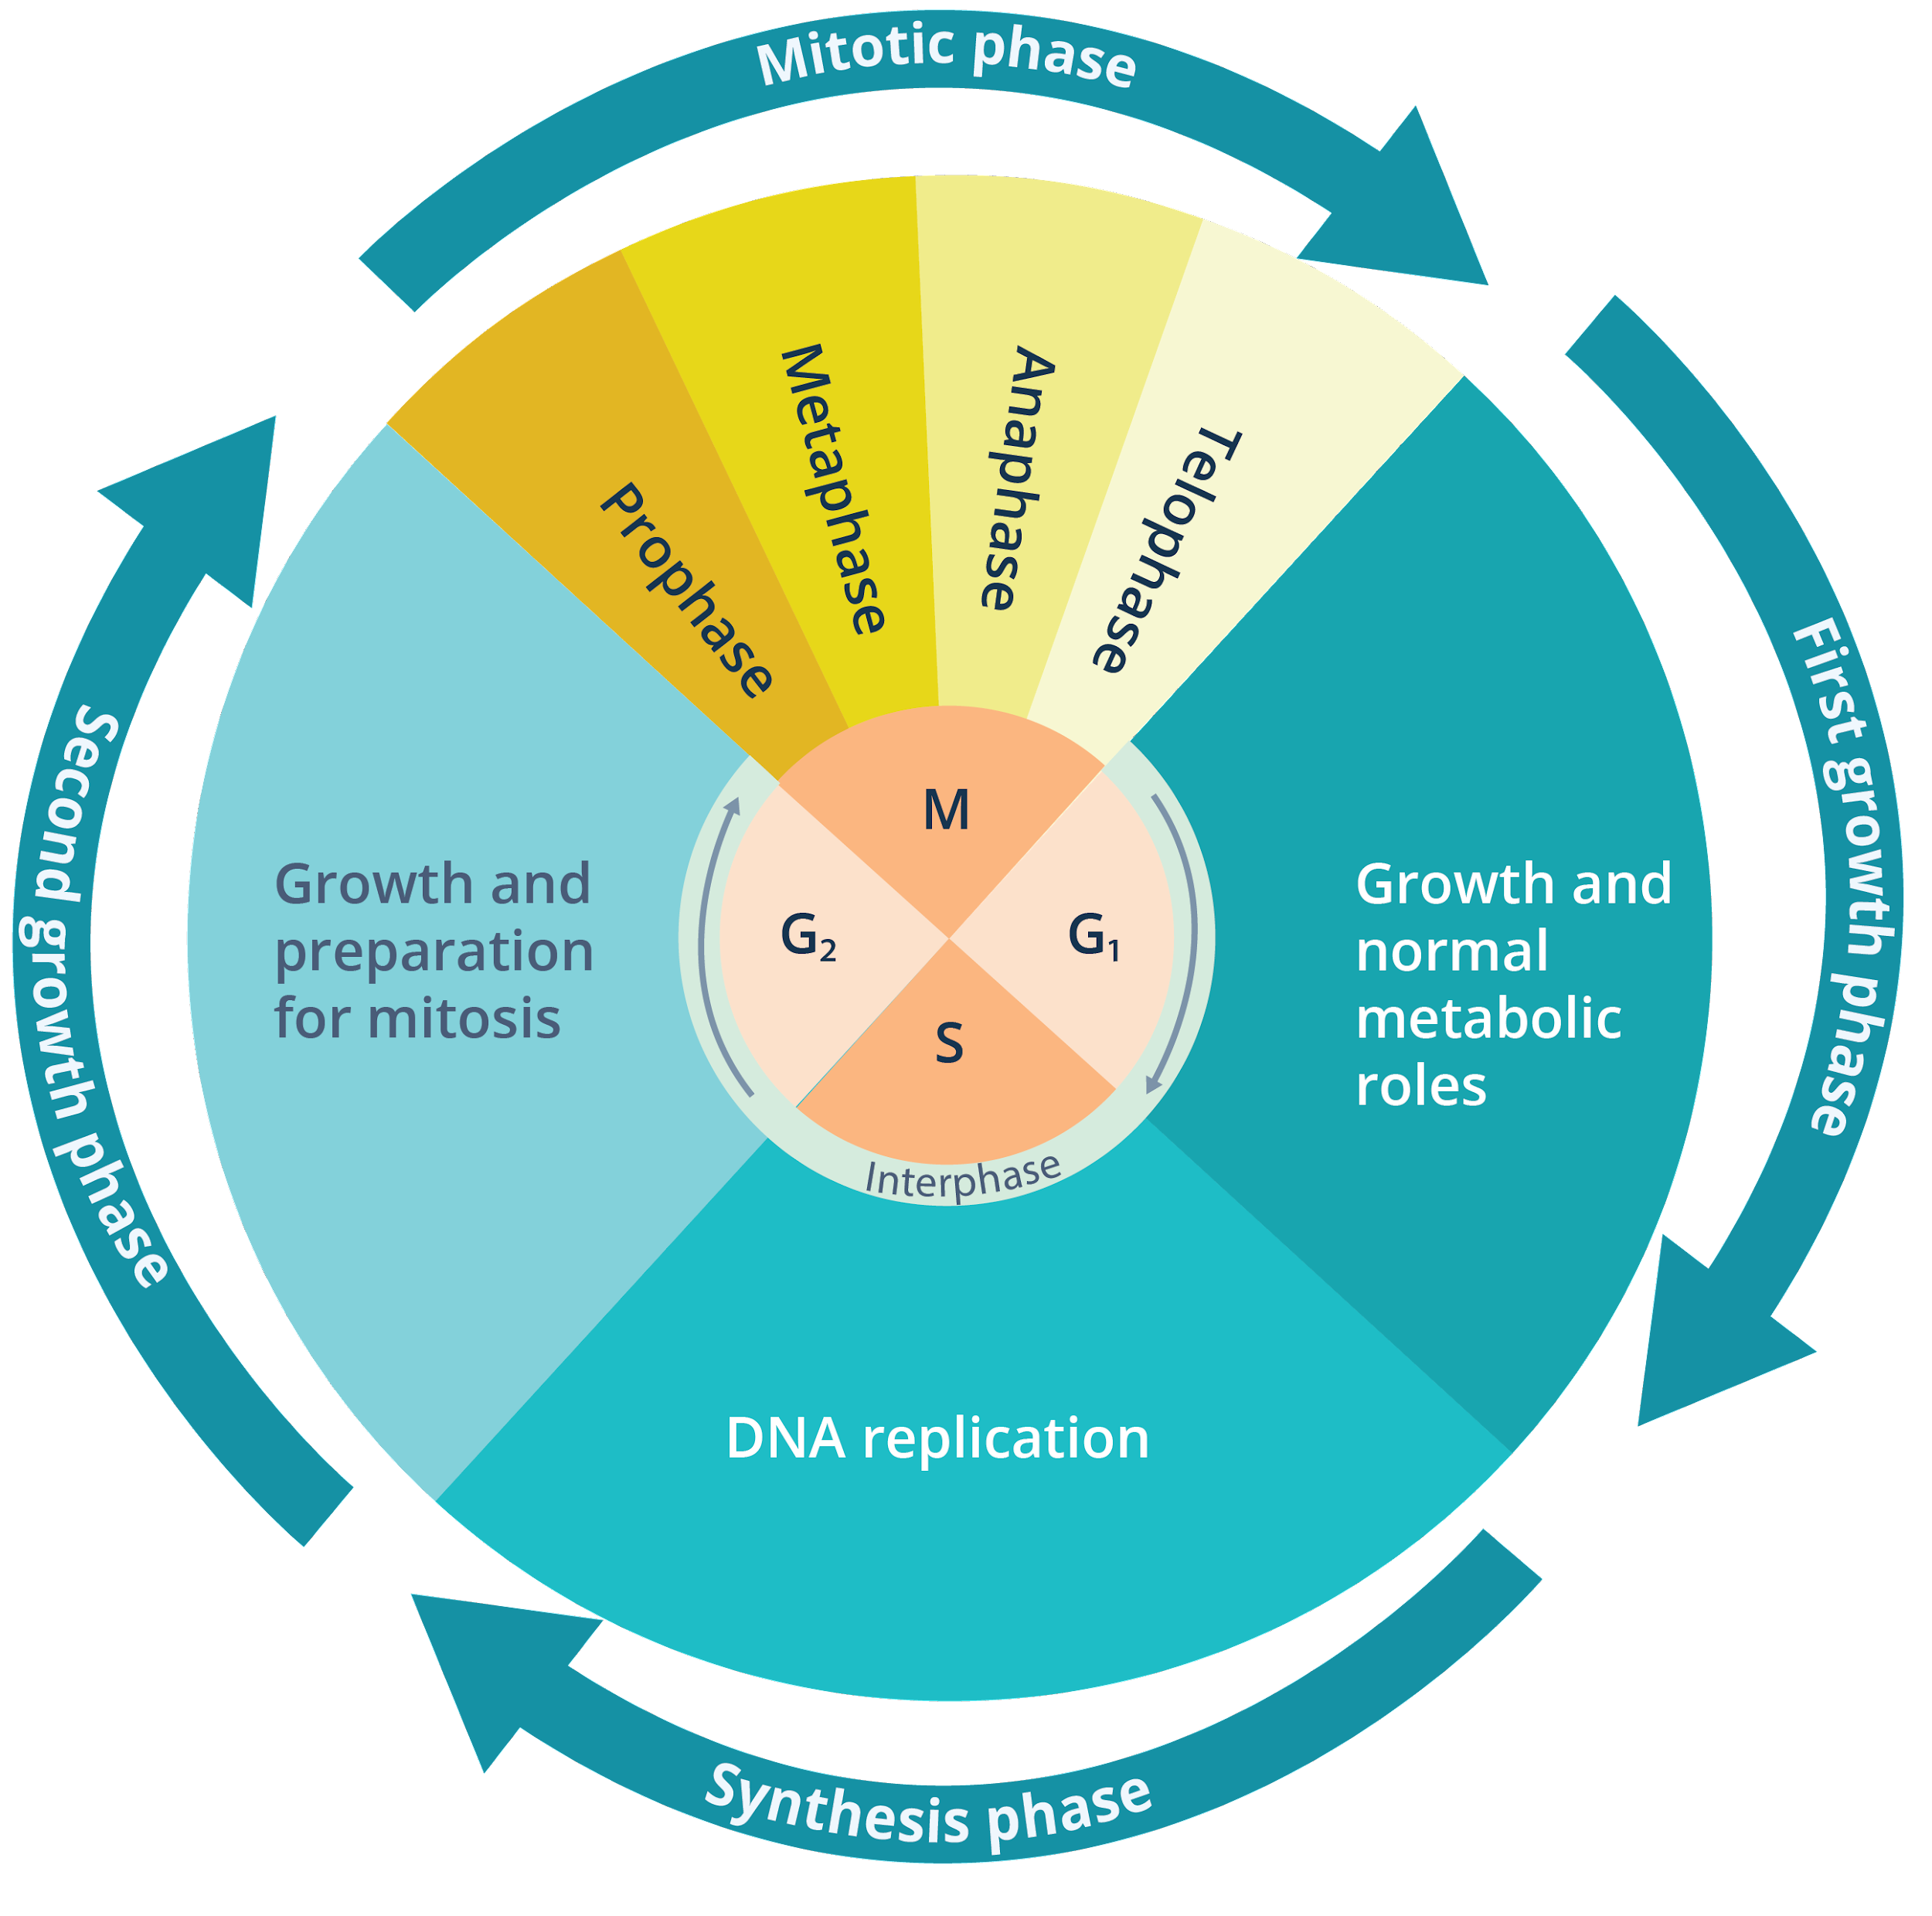 Mitotic phase
Prophase
Metaphase
Anaphase
Telophase
First growth phase
Second growth phase
M
G₂
G₁
S
Interphase
Growth and
preparation
for mitosis
Growth and
normal
metabolic
roles
DNA replication
Synthesis phase